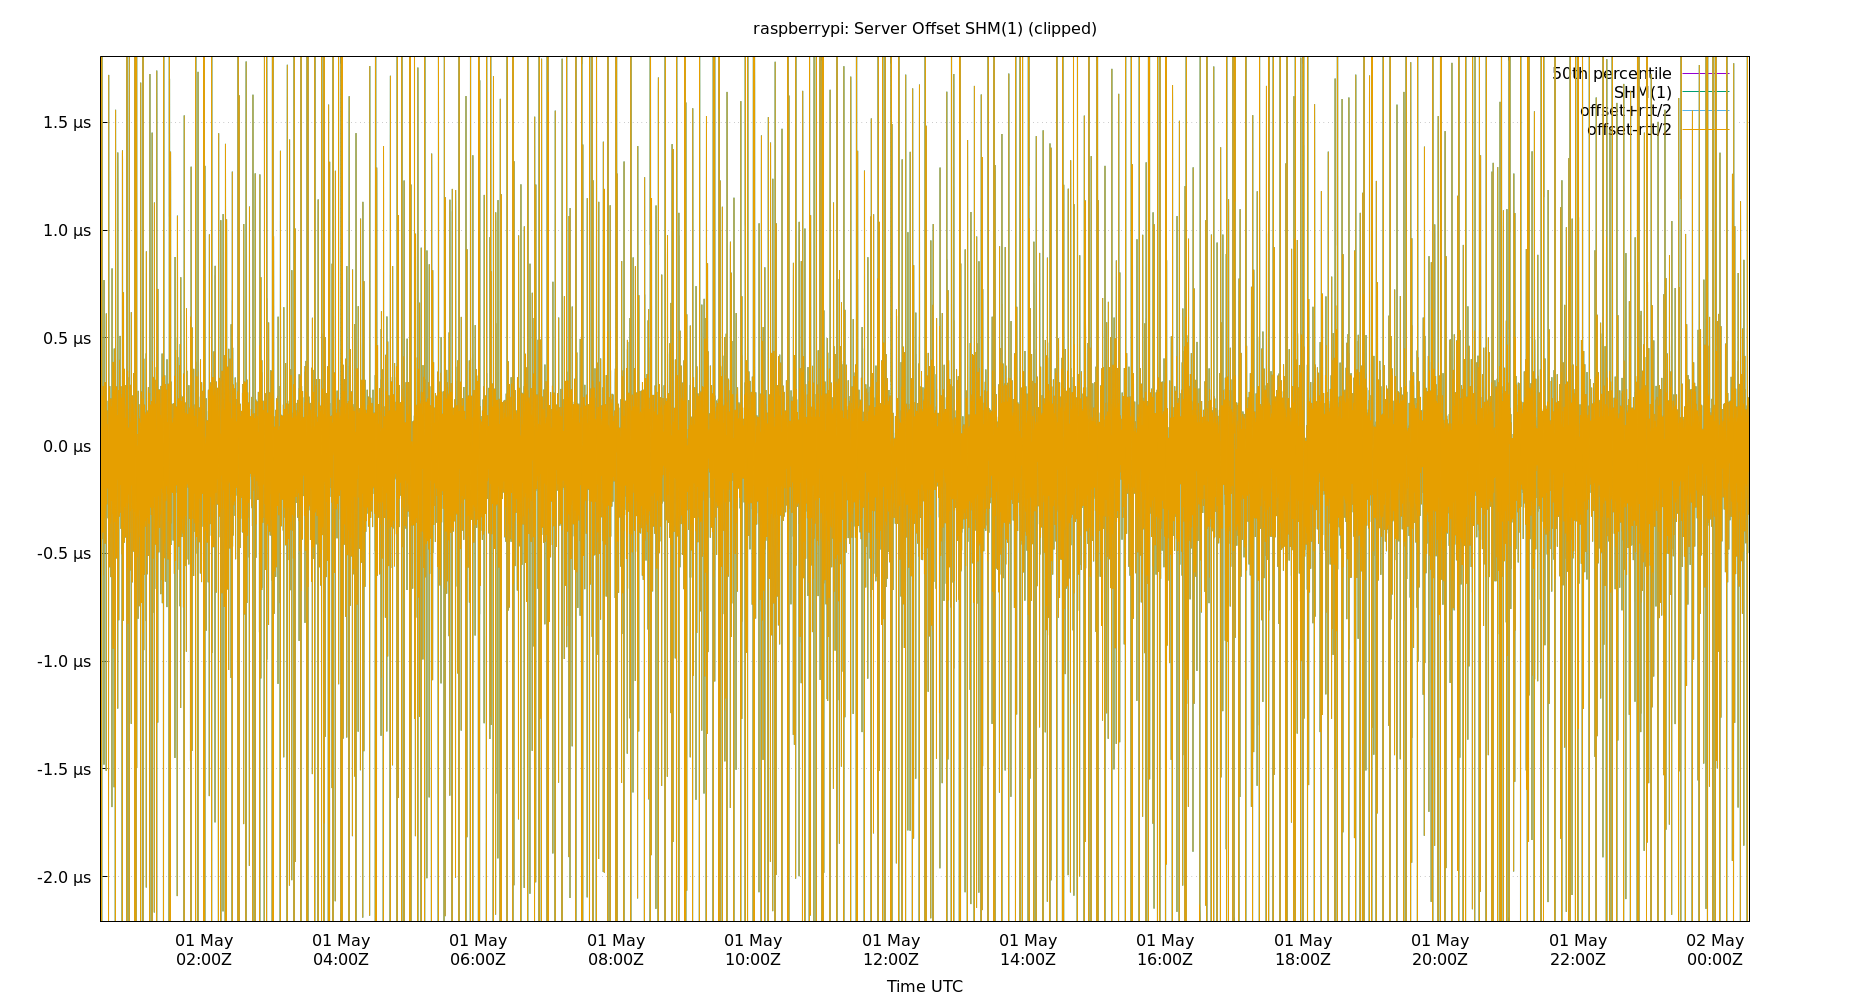 raspberrypi: Server Offset SHM(1) (clipped)
50th percentile
SHM(1)
offset+rtt/2
offset-rtt/2
1.5 µs
1.0 µs
0.5 µs
0.0 µs
-0.5 µs
-1.0 µs
-1.5 µs
-2.0 µs
01 May 01 May 01 May 01 May 01 May 01 May 01 May 01 May 01 May 01 May 01 May 02 May
02:00Z 04:00Z 06:00Z 08:00Z 10:00Z 12:00Z 14:00Z 16:00Z 18:00Z 20:00Z 22:00Z 00:00Z
Time UTC